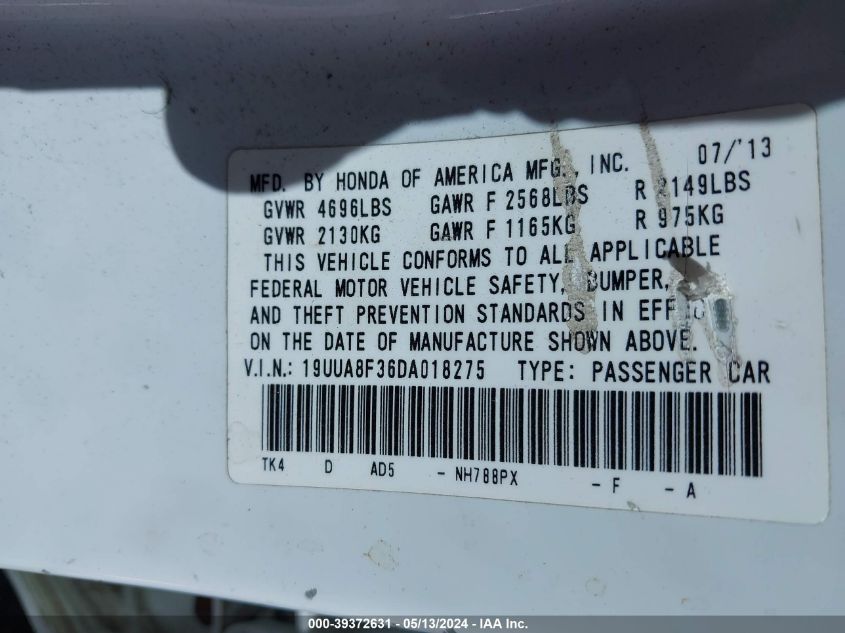 MFD. BY HONDA OF AMERICA MFG., INC. 07/'13
GVWR 4696LBS GAWR F 2568LBS R 2149LBS
GVWR 2130KG GAWR F 1165KG R 975KG
THIS VEHICLE CONFORMS TO ALL APPLICABLE
FEDERAL MOTOR VEHICLE SAFETY, BUMPER,
AND THEFT PREVENTION STANDARDS IN EFFECT
ON THE DATE OF MANUFACTURE SHOWN ABOVE.
V.I.N.: 19UUA8F36DA018275 TYPE: PASSENGER CAR
TK4 D AD5 - NH788PX - F - A
000-39372631 - 05/13/2024 - IAA Inc.